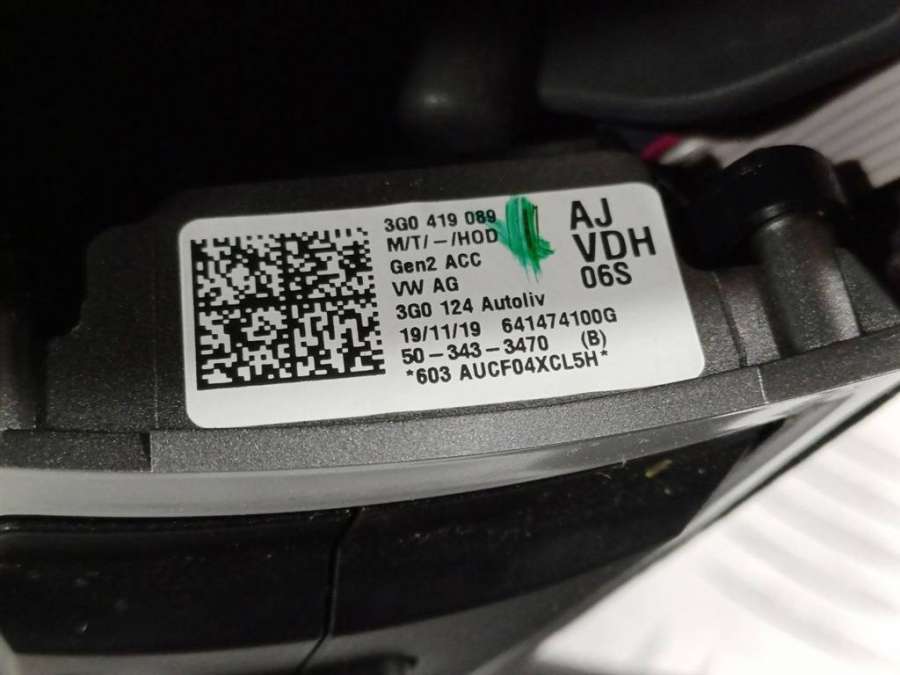 3G0 419 089 AJ
M/T/-/HOD VDH
Gen2 ACC 06S
VW AG
3G0 124 Autoliv
19/11/19 641474100G
50-343-3470 (B)
*603 AUCF04XCL5H*